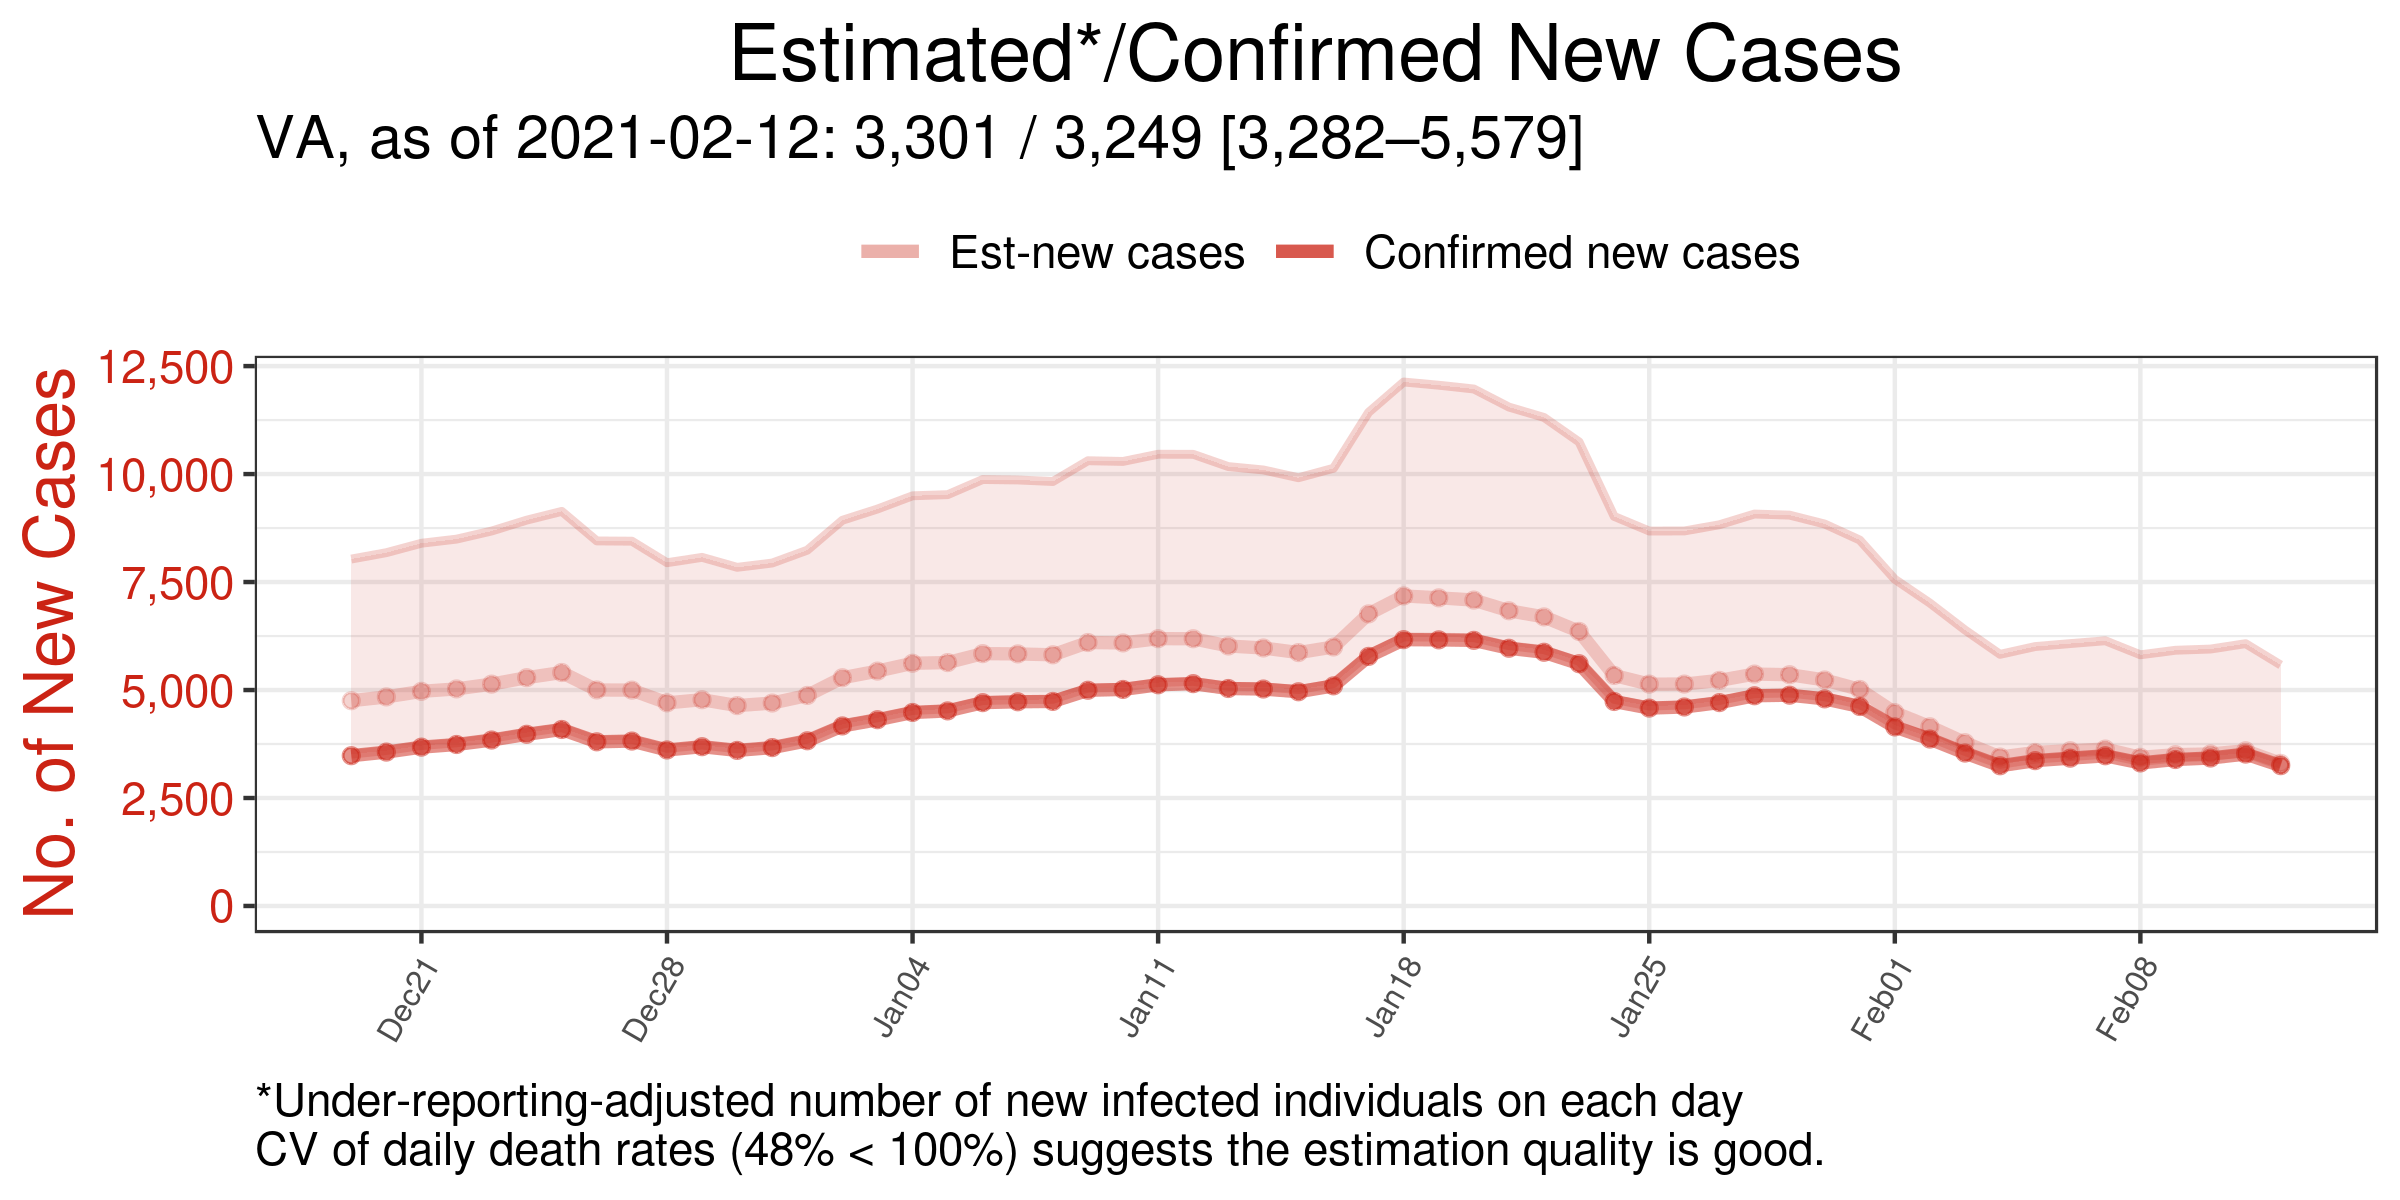 Estimated*/Confirmed New Cases
VA, as of 2021-02-12: 3,301 / 3,249 [3,282–5,579]
Est-new cases
Confirmed new cases
No. of New Cases
12,500
10,000
7,500
5,000
2,500
0
Dec21
Dec28
Jan04
Jan11
Jan18
Jan25
Feb01
Feb08
*Under-reporting-adjusted number of new infected individuals on each day
CV of daily death rates (48% < 100%) suggests the estimation quality is good.